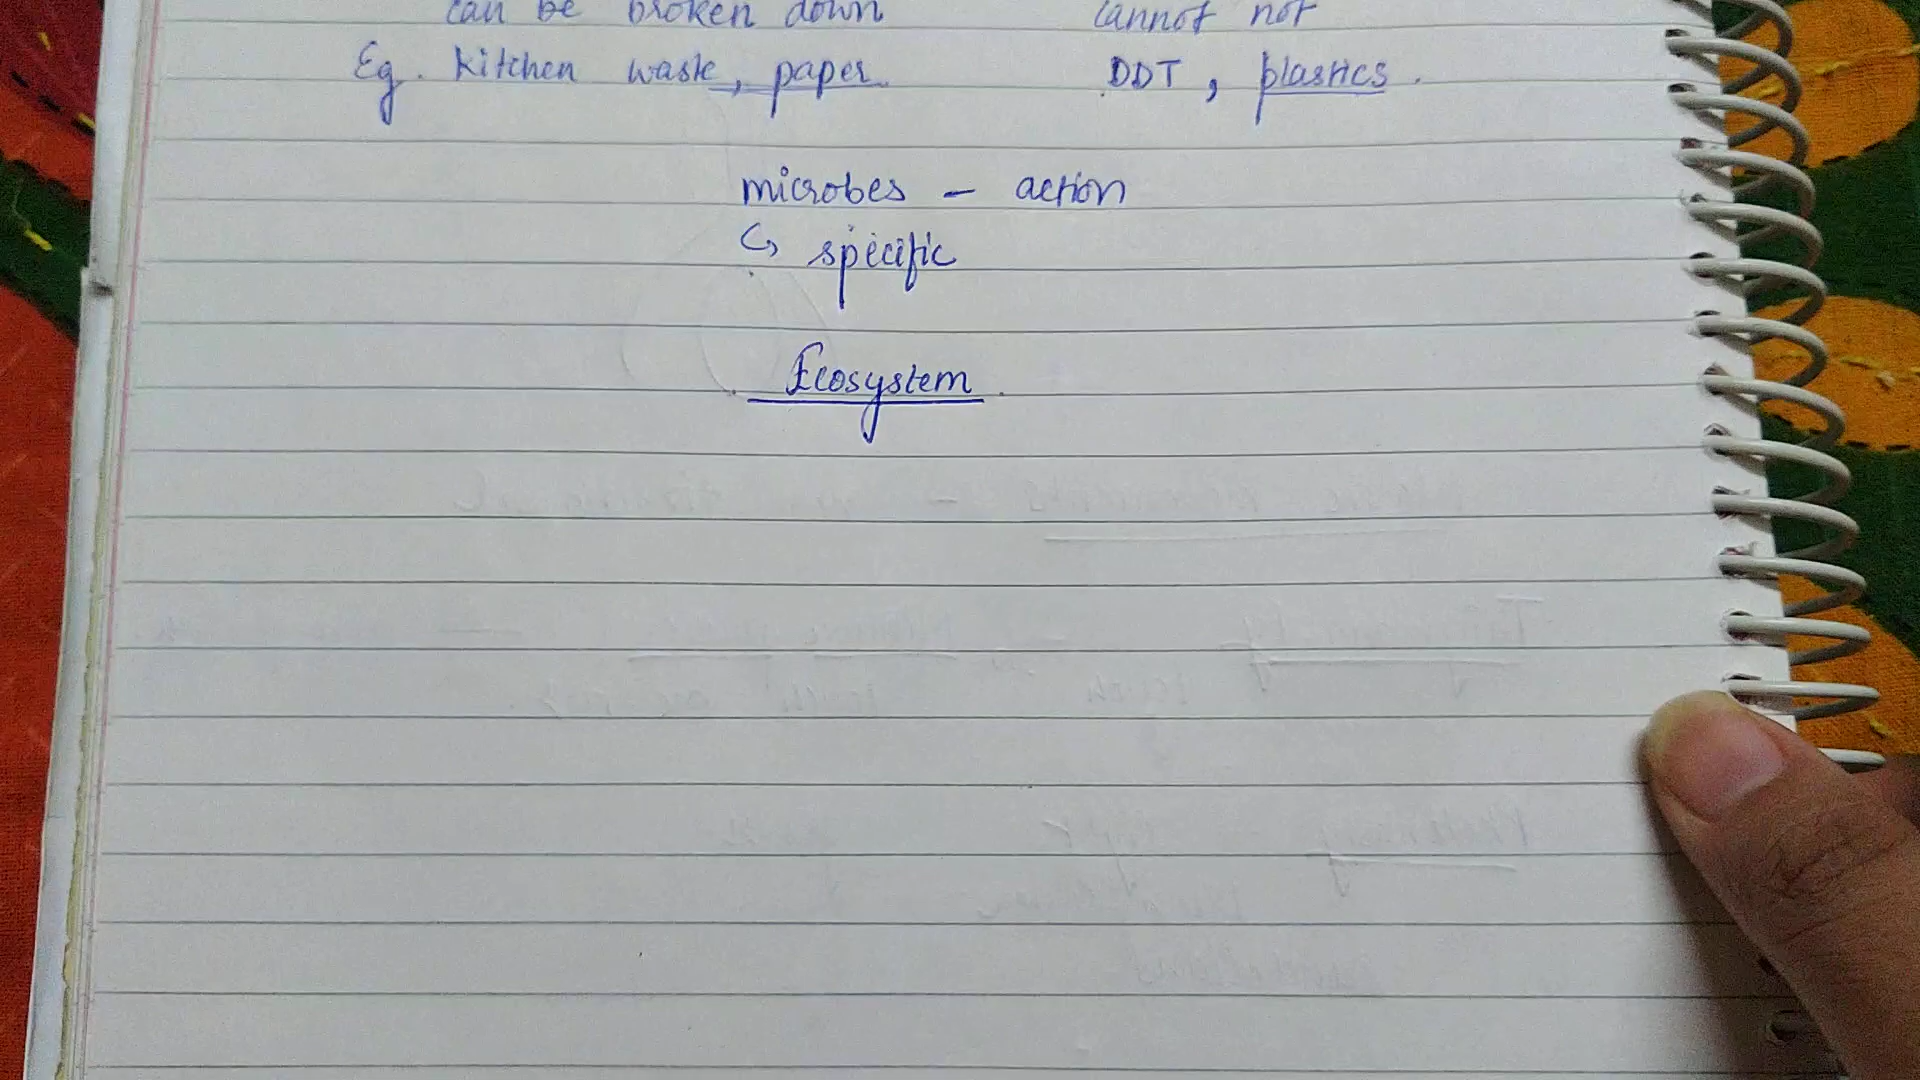 can be broken down cannot not
Eg. kitchen waste, paper. DDT, plastics.
microbes - action
↳ specific
Ecosystem